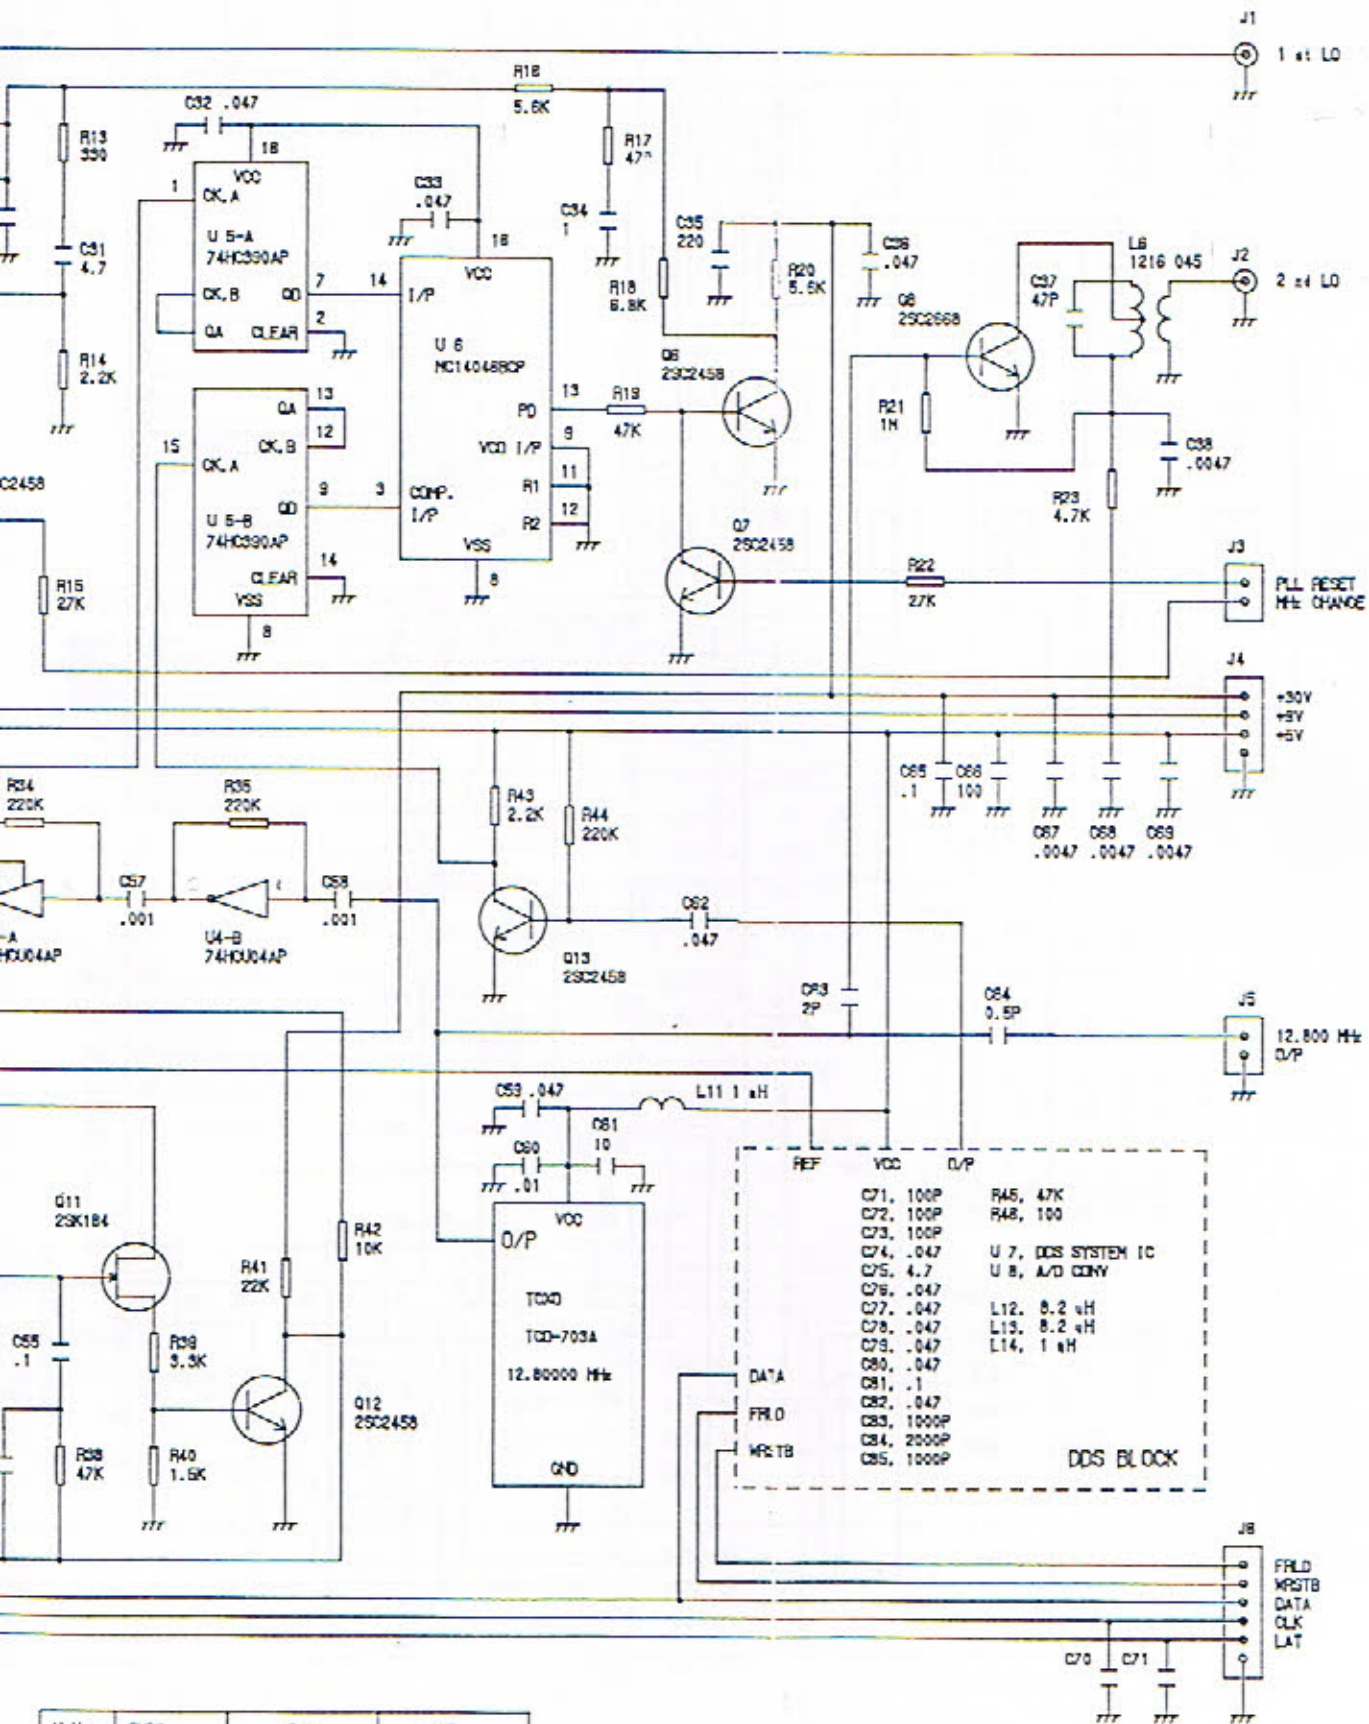 J1
1 st LO
R16
5.6K
C32 .047
R13
330
R17
16
VCC
1
CK.A
C33
.047
C34
1
C35
220
C36
.047
L6
1216 045
J2
2 nd LO
U 5-A
74HC390AP
C31
4.7
16
VCC
R20
5.6K
C37
47P
7
14
I/P
CK.B
QD
R18
6.8K
Q8
2SC2668
2
QA
CLEAR
U 6
MC14046BCP
R14
2.2K
Q6
2SC2458
13
QA
13
PD
R19
47K
R21
1M
12
CK.B
15
CK.A
9
VCO I/P
C38
.0047
C2458
9
QD
3
COMP.
I/P
11
R1
12
R2
R23
4.7K
U 5-B
74HC390AP
VSS
8
Q7
2SC2458
J3
14
CLEAR
VSS
8
R22
27K
PLL RESET
MHz CHANGE
R15
27K
J4
+30V
+9V
+5V
R34
220K
R35
220K
R43
2.2K
R44
220K
C65
.1
C66
100
C67
.0047
C68
.0047
C69
.0047
C57
.001
C58
.001
C62
.047
-A
HCU04AP
U4-B
74HCU04AP
Q13
2SC2458
C63
2P
C64
0.5P
J5
12.800 MHz
O/P
C59 .047
L11 1 uH
C61
10
C60
.01
REF
VCC
O/P
Q11
2SK184
R42
10K
VCC
O/P
C71, 100P
R45, 47K
C72, 100P
R46, 100
C73, 100P
C74, .047
U 7, DDS SYSTEM IC
C75, 4.7
U 8, A/D CONV
C76, .047
C77, .047
L12, 8.2 uH
C78, .047
L13, 8.2 uH
C79, .047
L14, 1 uH
C80, .047
C81, .1
C82, .047
C83, 1000P
C84, 2000P
C85, 1000P
R41
22K
TCXO
TCO-703A
12.80000 MHz
C55
.1
R39
3.3K
DATA
FRLD
WRSTB
Q12
2SC2458
R38
47K
R40
1.5K
GND
DDS BLOCK
J6
FRLD
WRSTB
DATA
CLK
LAT
C70
C71